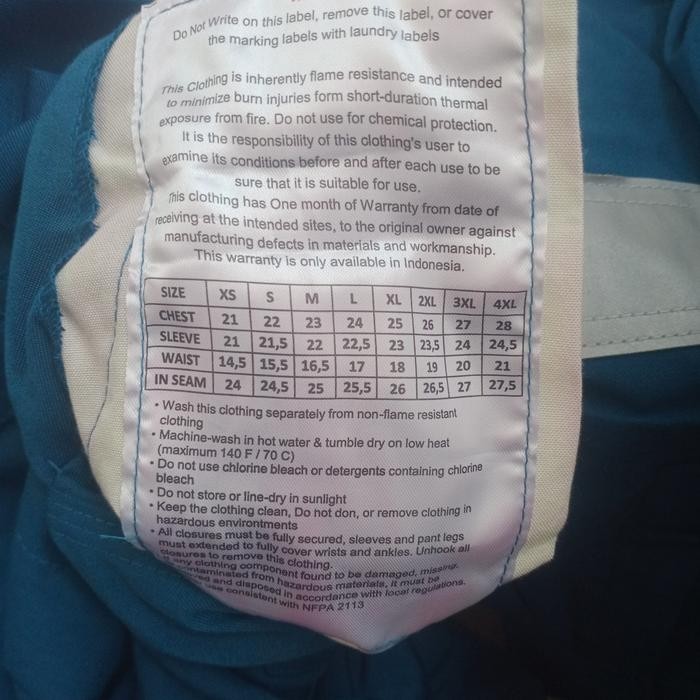 Do Not Write on this label, remove this label, or cover
the marking labels with laundry labels
This Clothing is inherently flame resistance and intended
to minimize burn injuries form short-duration thermal
exposure from fire. Do not use for chemical protection.
It is the responsibility of this clothing's user to
examine its conditions before and after each use to be
sure that it is suitable for use.
This clothing has One month of Warranty from date of
receiving at the intended sites, to the original owner against
manufacturing defects in materials and workmanship.
This warranty is only available in Indonesia.
SIZE XS S M L XL 2XL 3XL 4XL
CHEST 21 22 23 24 25 26 27 28
SLEEVE 21 21,5 22 22,5 23 23,5 24 24,5
WAIST 14,5 15,5 16,5 17 18 19 20 21
IN SEAM 24 24,5 25 25,5 26 26,5 27 27,5
• Wash this clothing separately from non-flame resistant
clothing
• Machine-wash in hot water & tumble dry on low heat
(maximum 140 F / 70 C)
• Do not use chlorine bleach or detergents containing chlorine
bleach
• Do not store or line-dry in sunlight
• Keep the clothing clean, Do not don, or remove clothing in
hazardous environtments
• All closures must be fully secured, sleeves and pant legs
must extended to fully cover wrists and ankles. Unhook all
closures to remove this clothing.
any clothing component found to be damaged, missing,
contaminated from hazardous materials, it must be
and disposed in accordance with local regulations.
use consistent with NFPA 2113